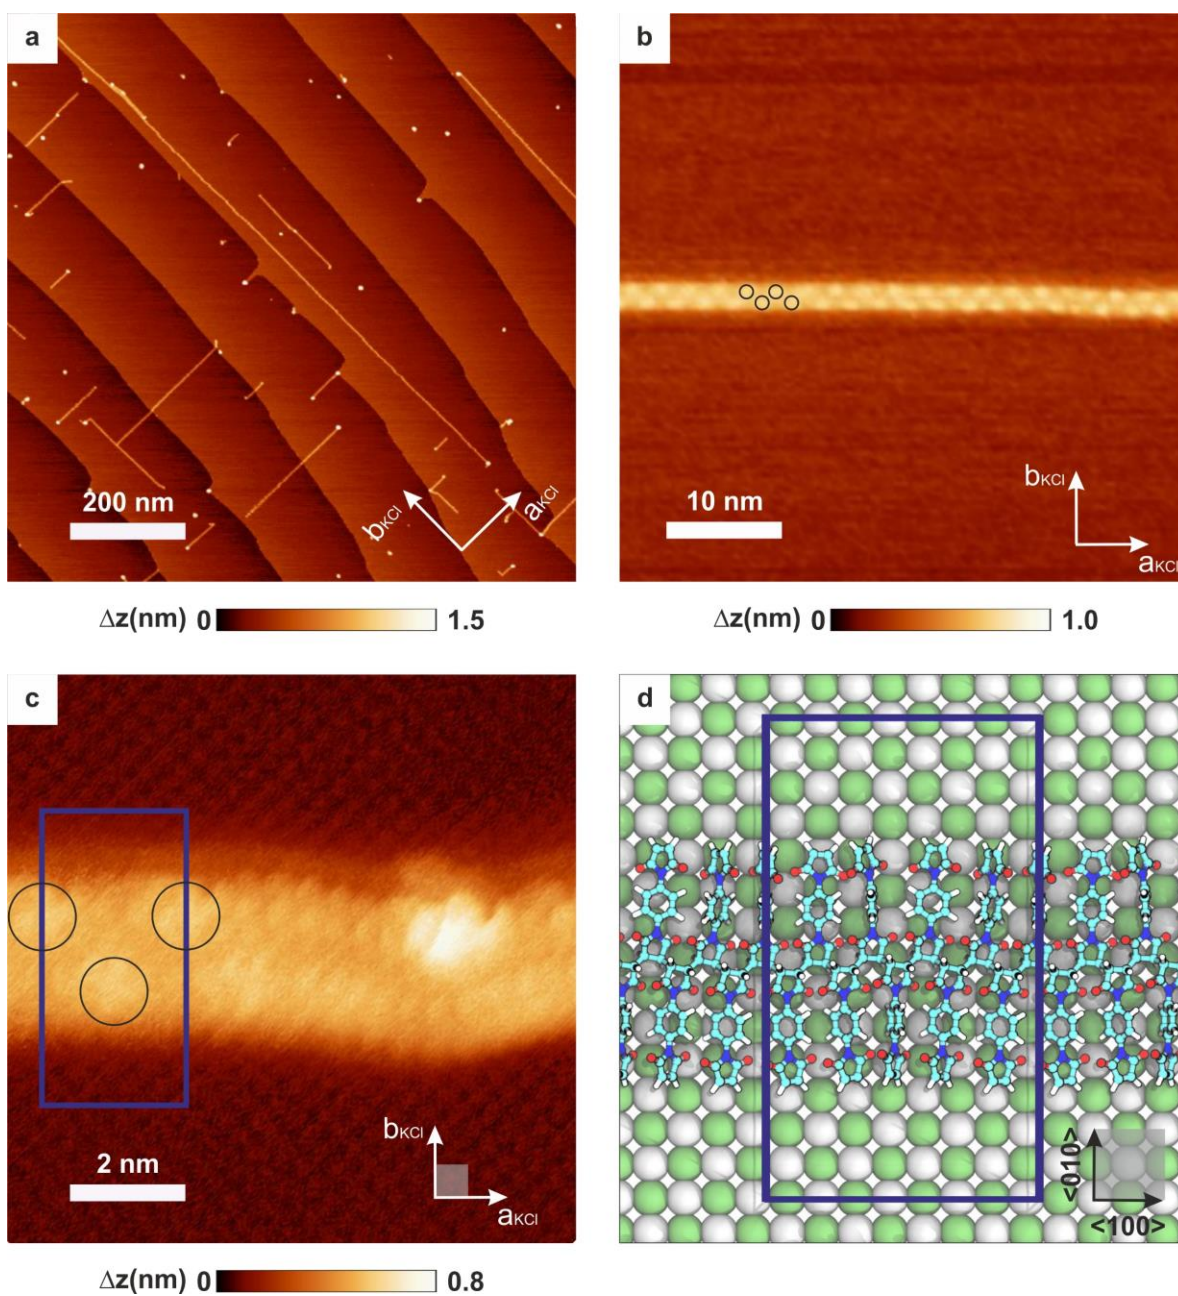 a
200 nm
bKCl
aKCl
Δz(nm) 0 1.5
b
10 nm
bKCl
aKCl
Δz(nm) 0 1.0
c
2 nm
bKCl
aKCl
Δz(nm) 0 0.8
d
<010>
<100>